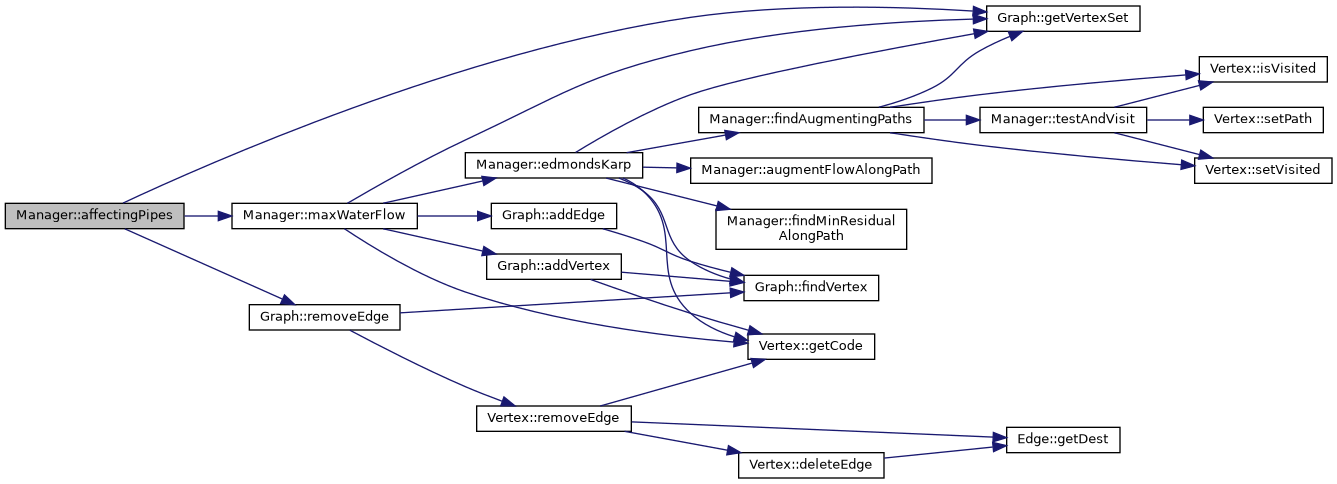 Graph::getVertexSet
Vertex::isVisited
Manager::findAugmentingPaths
Manager::testAndVisit
Vertex::setPath
Manager::edmondsKarp
Manager::augmentFlowAlongPath
Vertex::setVisited
Manager::affectingPipes
Manager::maxWaterFlow
Graph::addEdge
Manager::findMinResidual
AlongPath
Graph::addVertex
Graph::findVertex
Graph::removeEdge
Vertex::getCode
Vertex::removeEdge
Edge::getDest
Vertex::deleteEdge